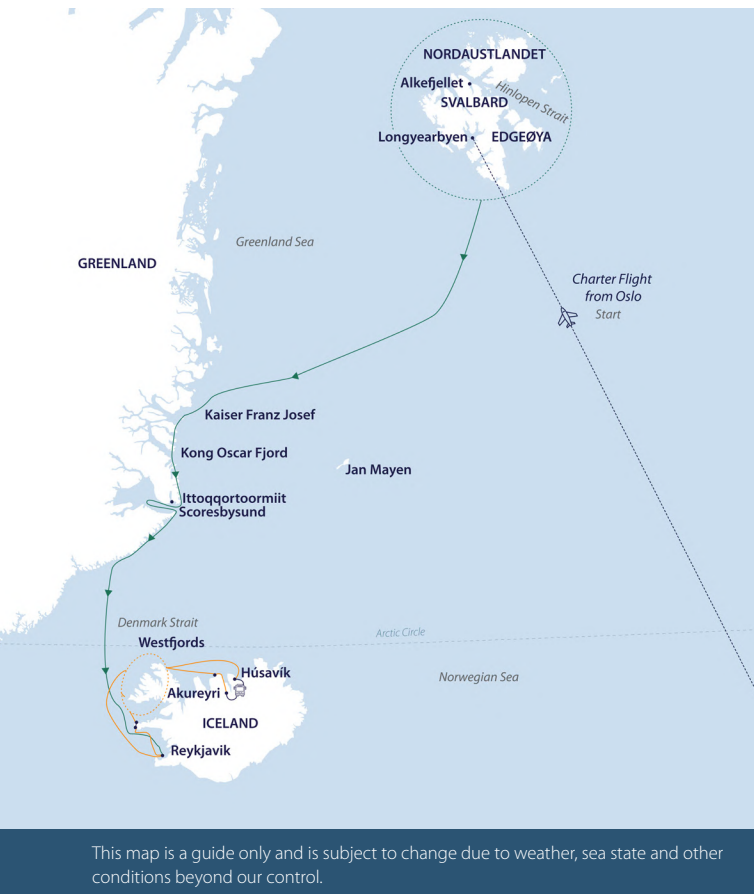 NORDAUSTLANDET
Alkefjellet
Hinlopen Strait
SVALBARD
Longyearbyen
EDGEØYA
Greenland Sea
GREENLAND
Charter Flight
from Oslo
Start
Kaiser Franz Josef
Kong Oscar Fjord
Jan Mayen
Ittoqqortoormiit
Scoresbysund
Denmark Strait
Arctic Circle
Westfjords
Húsavík
Norwegian Sea
Akureyri
ICELAND
Reykjavik
This map is a guide only and is subject to change due to weather, sea state and other
conditions beyond our control.